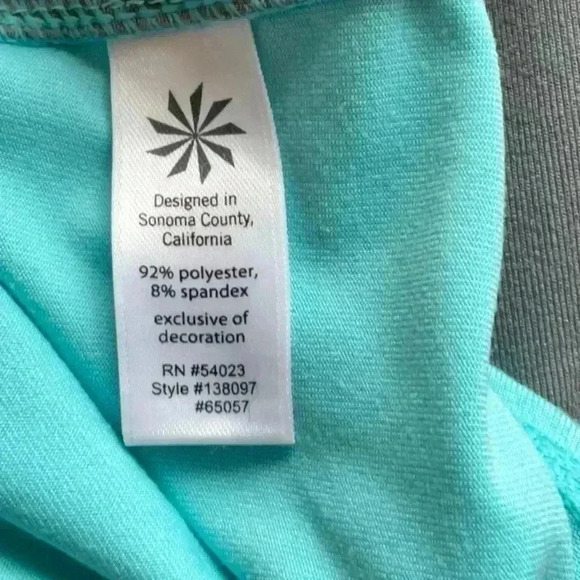 Designed in
Sonoma County,
California
92% polyester,
8% spandex
exclusive of
decoration
RN #54023
Style #138097
#65057